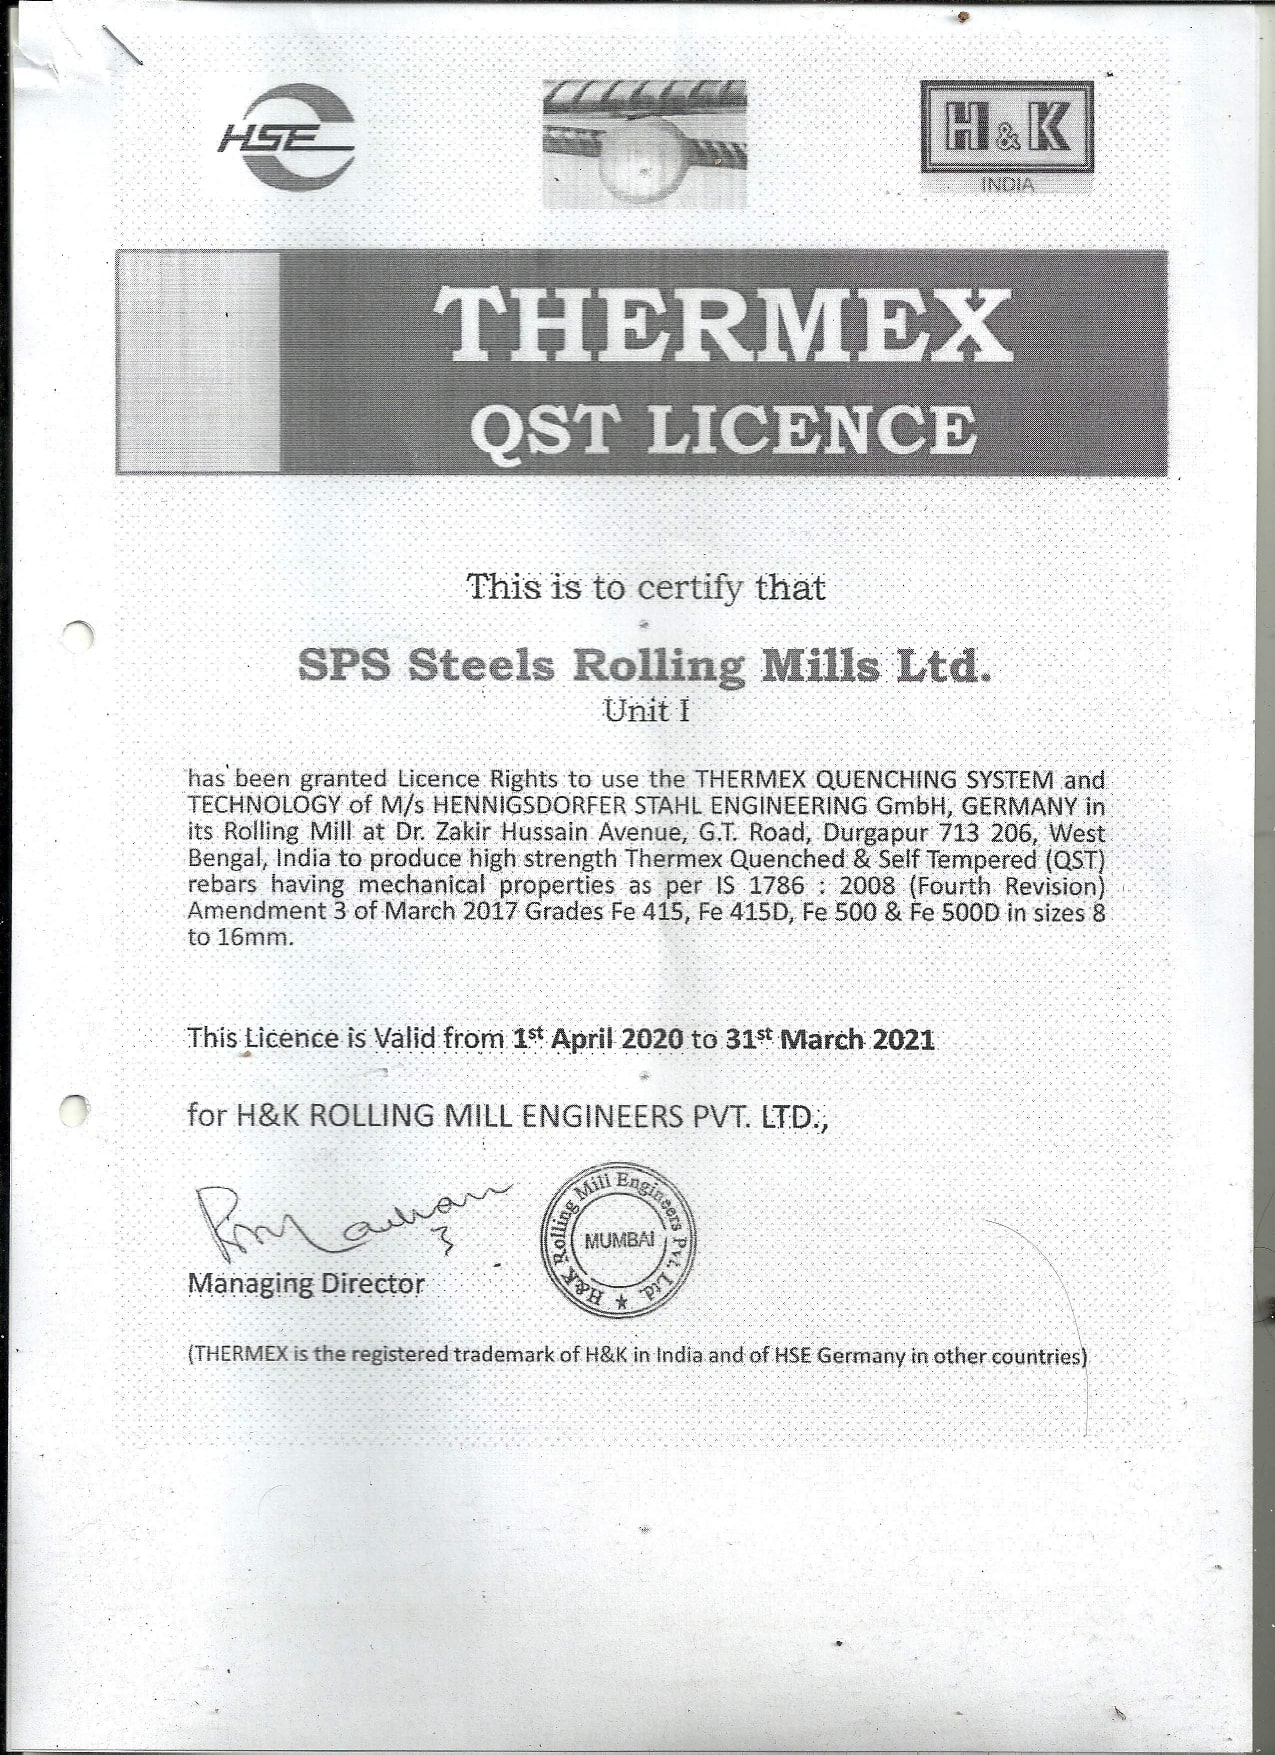 HSE
H & K
INDIA
THERMEX
QST LICENCE
This is to certify that
SPS Steels Rolling Mills Ltd.
Unit I
has been granted Licence Rights to use the THERMEX QUENCHING SYSTEM and
TECHNOLOGY of M/s HENNIGSDORFER STAHL ENGINEERING GmbH, GERMANY in
its Rolling Mill at Dr. Zakir Hussain Avenue, G.T. Road, Durgapur 713 206, West
Bengal, India to produce high strength Thermex Quenched & Self Tempered (QST)
rebars having mechanical properties as per IS 1786 : 2008 (Fourth Revision)
Amendment 3 of March 2017 Grades Fe 415, Fe 415D, Fe 500 & Fe 500D in sizes 8
to 16mm.
This Licence is Valid from 1st April 2020 to 31st March 2021
for H&K ROLLING MILL ENGINEERS PVT. LTD.,
H&K Rolling Mill Engineers Pvt. Ltd.
MUMBAI
Managing Director
(THERMEX is the registered trademark of H&K in India and of HSE Germany in other countries)